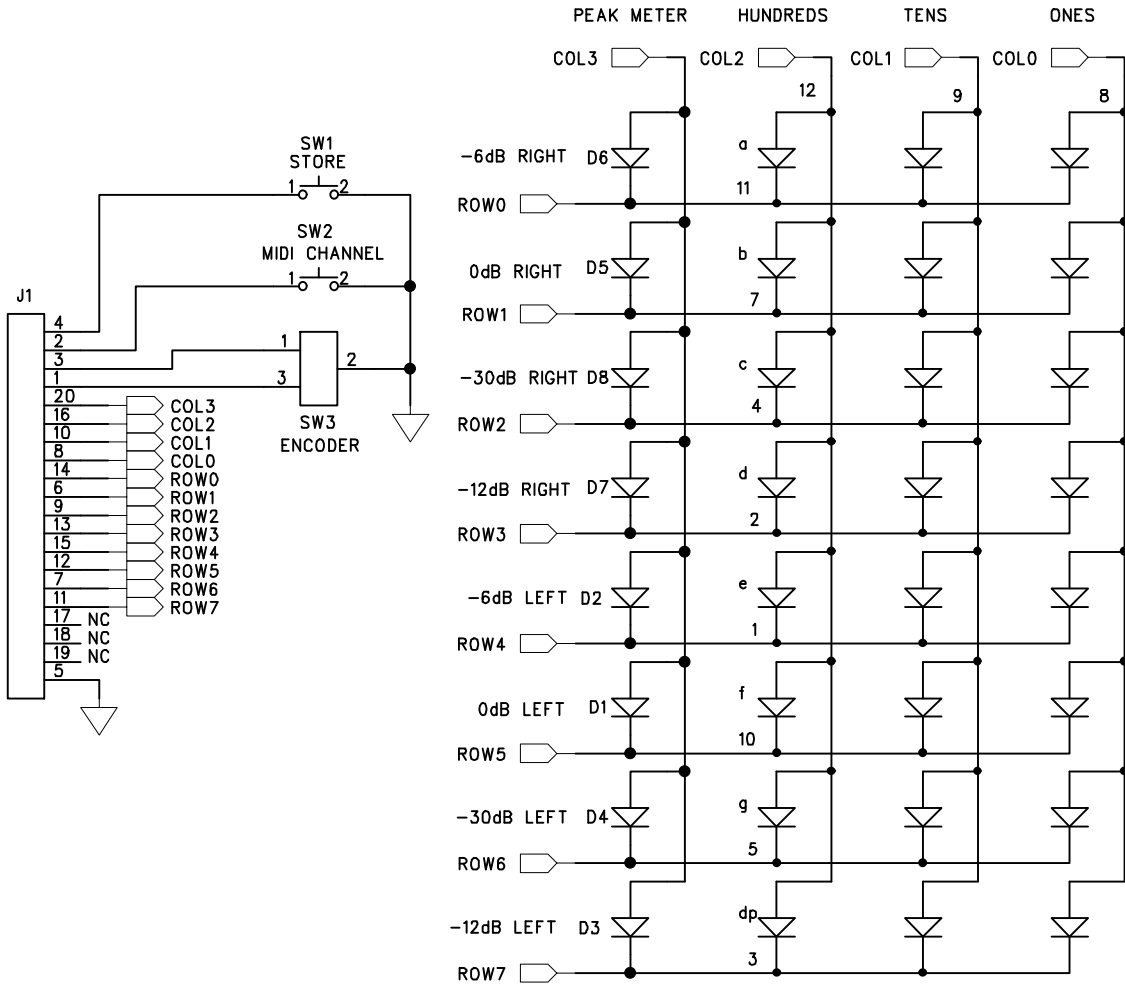 PEAK METER HUNDREDS TENS ONES
COL3 COL2 COL1 COL0
12 9 8
SW1
STORE
1 2
SW2
MIDI CHANNEL
1 2
J1
4
2
3
1
20 COL3
16 COL2
10 COL1
8 COL0
14 ROW0
6 ROW1
9 ROW2
13 ROW3
15 ROW4
12 ROW5
7 ROW6
11 ROW7
17 NC
18 NC
19 NC
5
1
3
2
SW3
ENCODER
-6dB RIGHT D6 a
11
ROW0
0dB RIGHT D5 b
7
ROW1
-30dB RIGHT D8 c
4
ROW2
-12dB RIGHT D7 d
2
ROW3
-6dB LEFT D2 e
1
ROW4
0dB LEFT D1 f
10
ROW5
-30dB LEFT D4 g
5
ROW6
-12dB LEFT D3 dp
3
ROW7